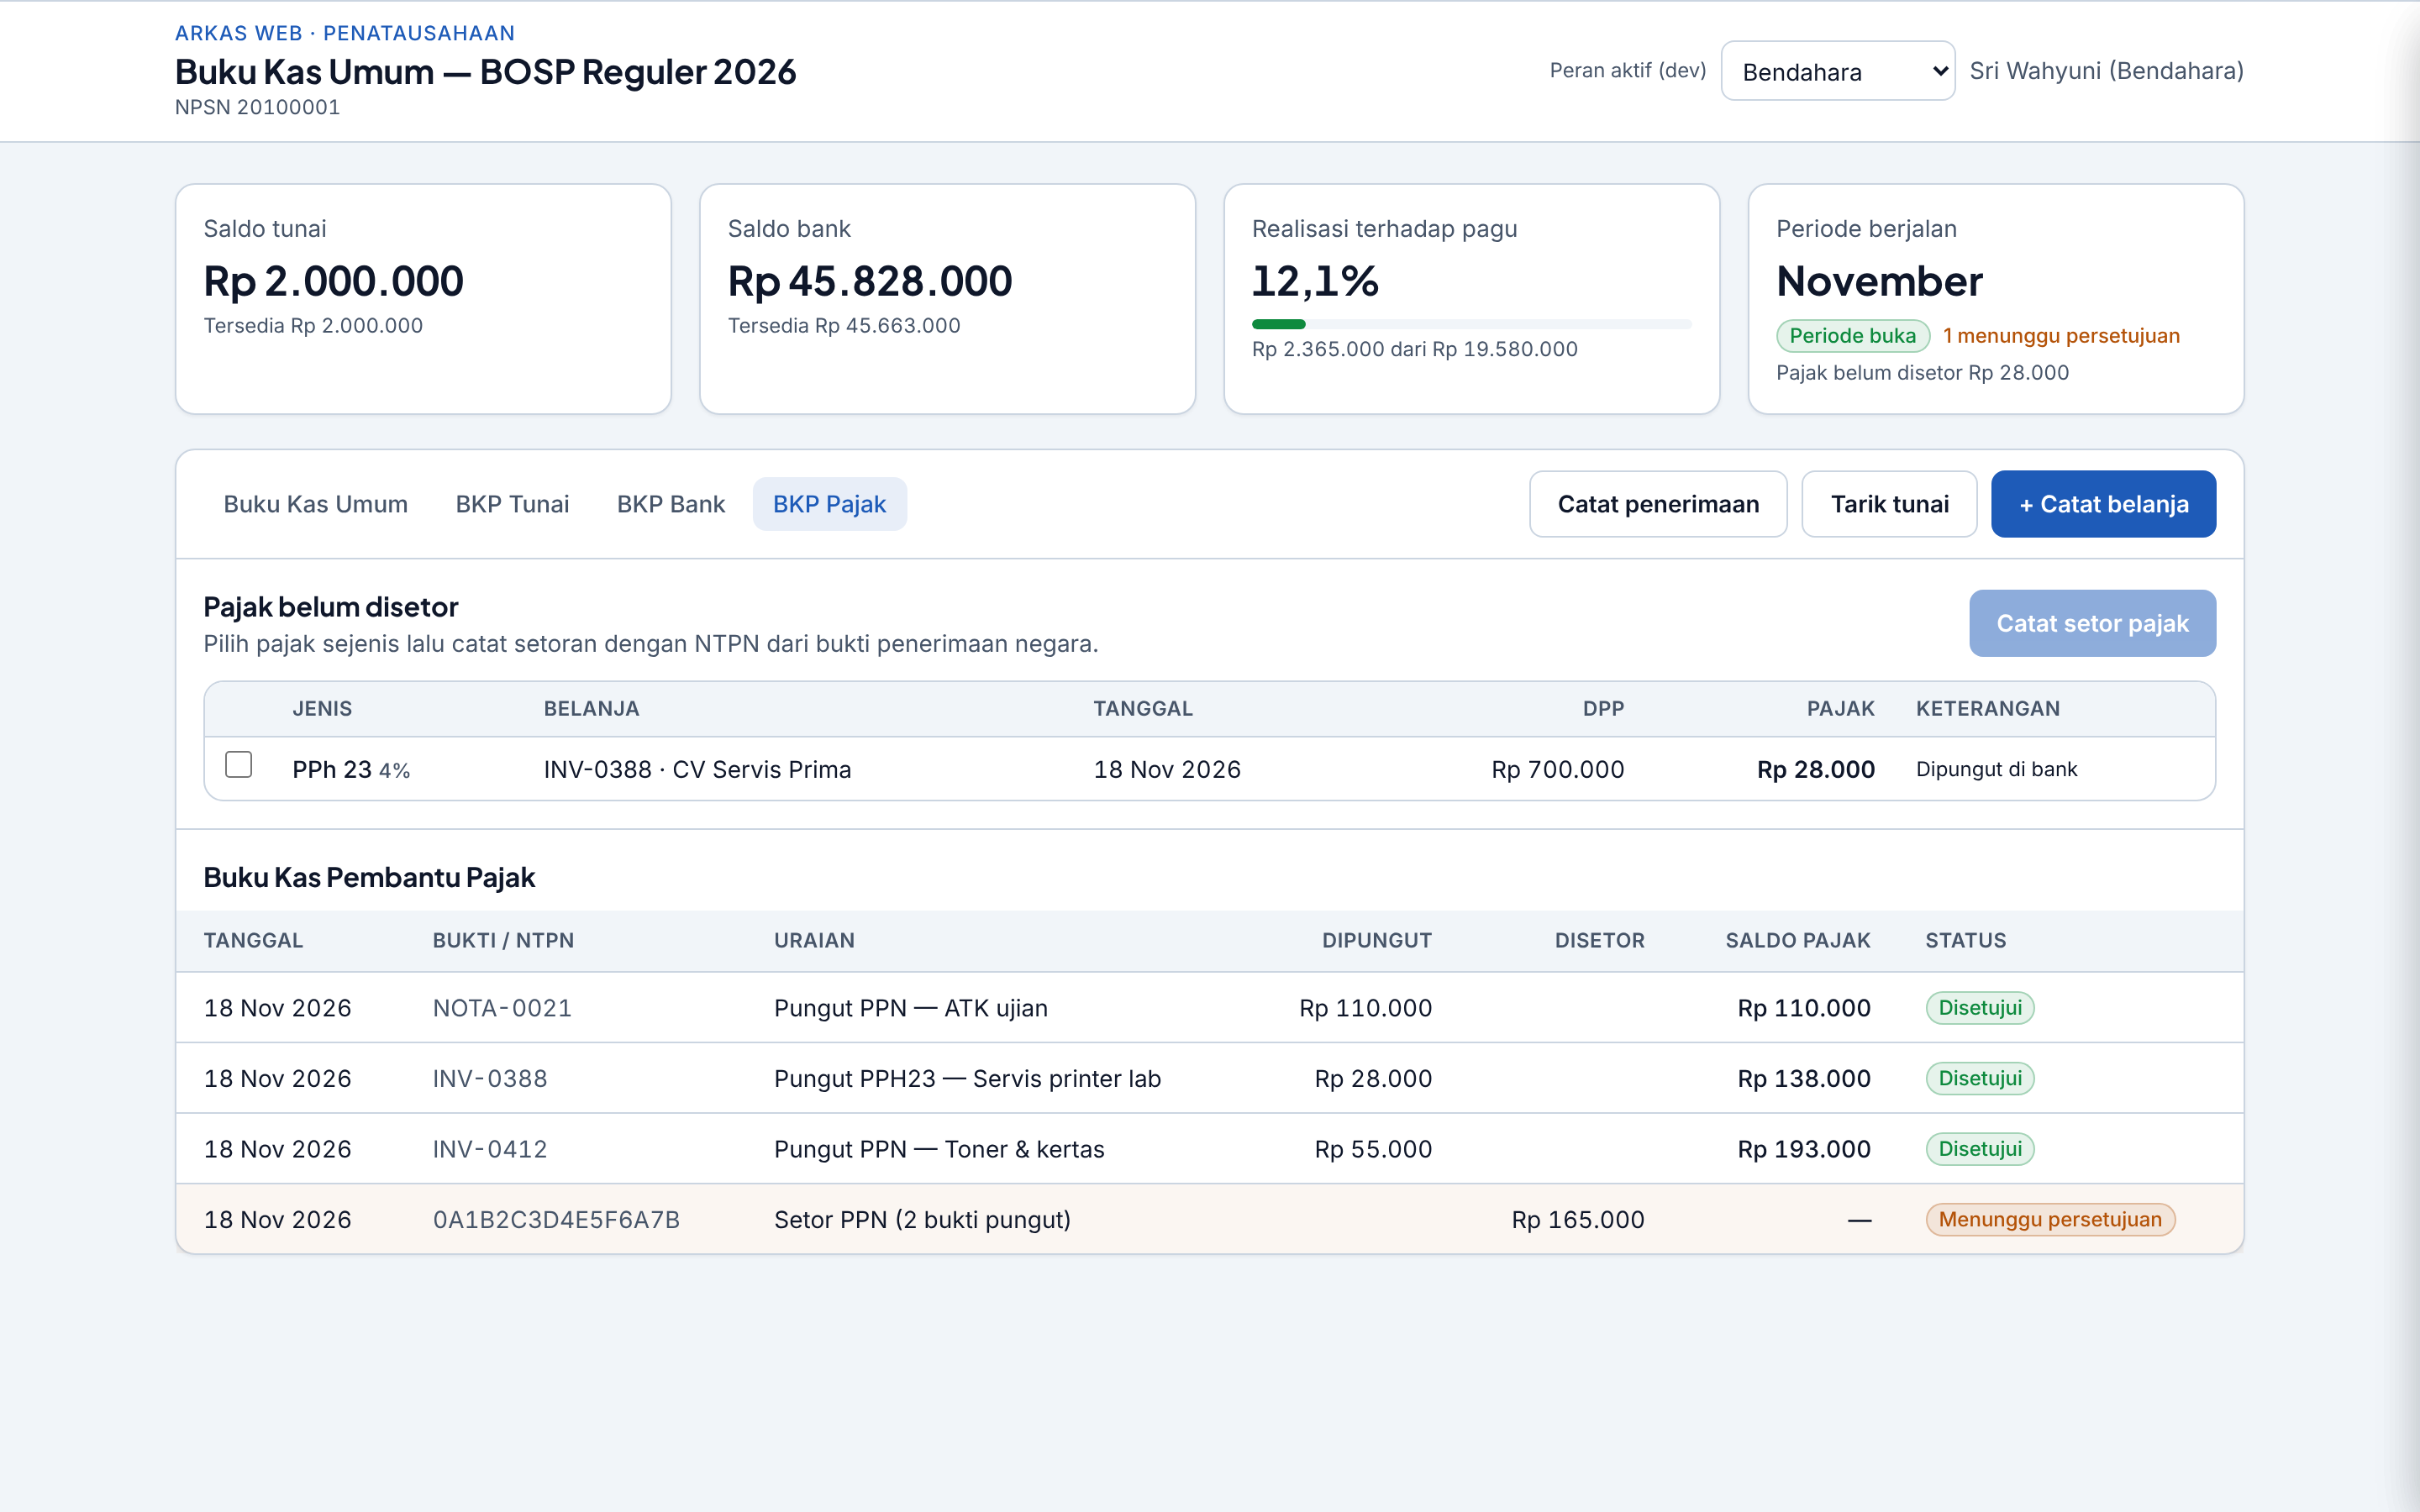 ARKAS WEB · PENATAUSAHAAN
Buku Kas Umum — BOSP Reguler 2026
NPSN 20100001
Peran aktif (dev) Bendahara Sri Wahyuni (Bendahara)
Saldo tunai
Rp 2.000.000
Tersedia Rp 2.000.000
Saldo bank
Rp 45.828.000
Tersedia Rp 45.663.000
Realisasi terhadap pagu
12,1%
Rp 2.365.000 dari Rp 19.580.000
Periode berjalan
November
Periode buka 1 menunggu persetujuan
Pajak belum disetor Rp 28.000
Buku Kas Umum BKP Tunai BKP Bank BKP Pajak Catat penerimaan Tarik tunai + Catat belanja
Pajak belum disetor
Pilih pajak sejenis lalu catat setoran dengan NTPN dari bukti penerimaan negara.
Catat setor pajak
JENIS BELANJA TANGGAL DPP PAJAK KETERANGAN
PPh 23 4% INV-0388 · CV Servis Prima 18 Nov 2026 Rp 700.000 Rp 28.000 Dipungut di bank
Buku Kas Pembantu Pajak
TANGGAL BUKTI / NTPN URAIAN DIPUNGUT DISETOR SALDO PAJAK STATUS
18 Nov 2026 NOTA-0021 Pungut PPN — ATK ujian Rp 110.000 Rp 110.000 Disetujui
18 Nov 2026 INV-0388 Pungut PPH23 — Servis printer lab Rp 28.000 Rp 138.000 Disetujui
18 Nov 2026 INV-0412 Pungut PPN — Toner & kertas Rp 55.000 Rp 193.000 Disetujui
18 Nov 2026 0A1B2C3D4E5F6A7B Setor PPN (2 bukti pungut) Rp 165.000 — Menunggu persetujuan